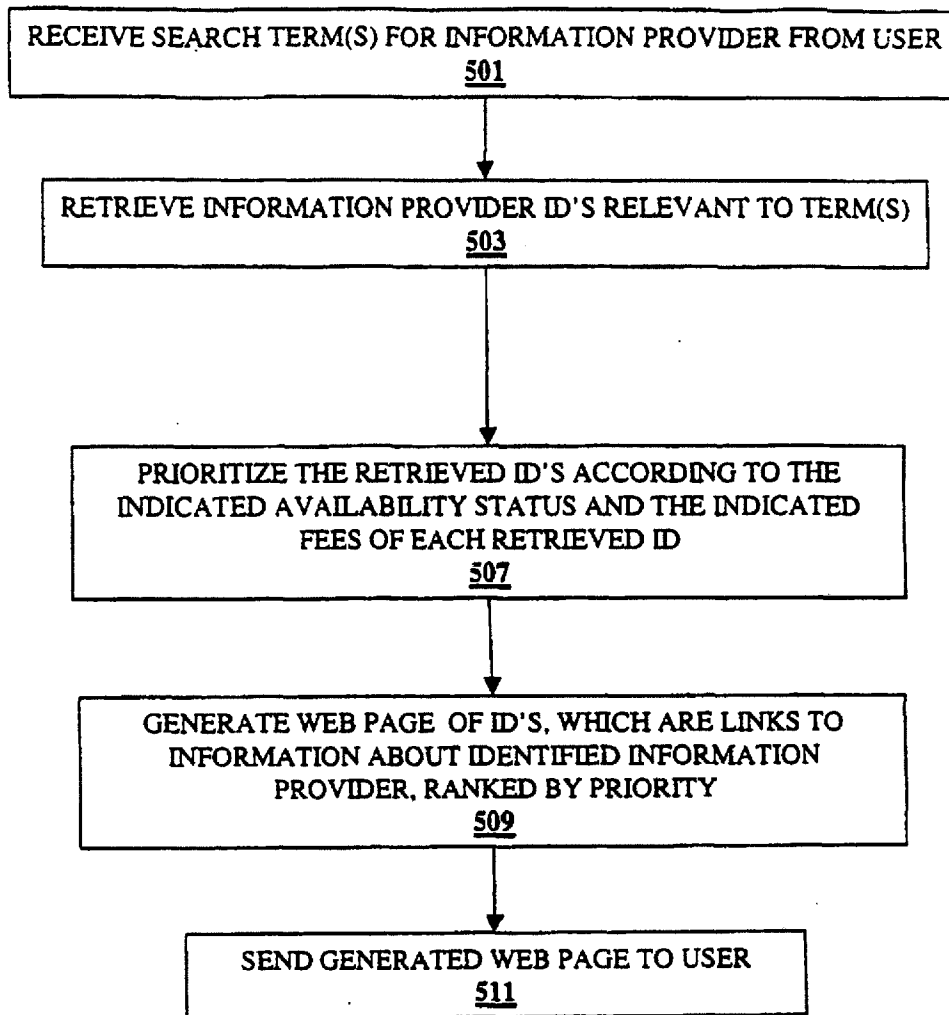 RECEIVE SEARCH TERM(S) FOR INFORMATION PROVIDER FROM USER
501
RETRIEVE INFORMATION PROVIDER ID'S RELEVANT TO TERM(S)
503
PRIORITIZE THE RETRIEVED ID'S ACCORDING TO THE
INDICATED AVAILABILITY STATUS AND THE INDICATED
FEES OF EACH RETRIEVED ID
507
GENERATE WEB PAGE OF ID'S, WHICH ARE LINKS TO
INFORMATION ABOUT IDENTIFIED INFORMATION
PROVIDER, RANKED BY PRIORITY
509
SEND GENERATED WEB PAGE TO USER
511